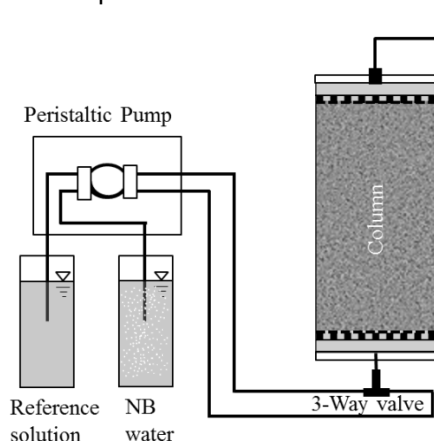 Peristaltic Pump
Column
3-Way valve
Reference
solution
NB
water